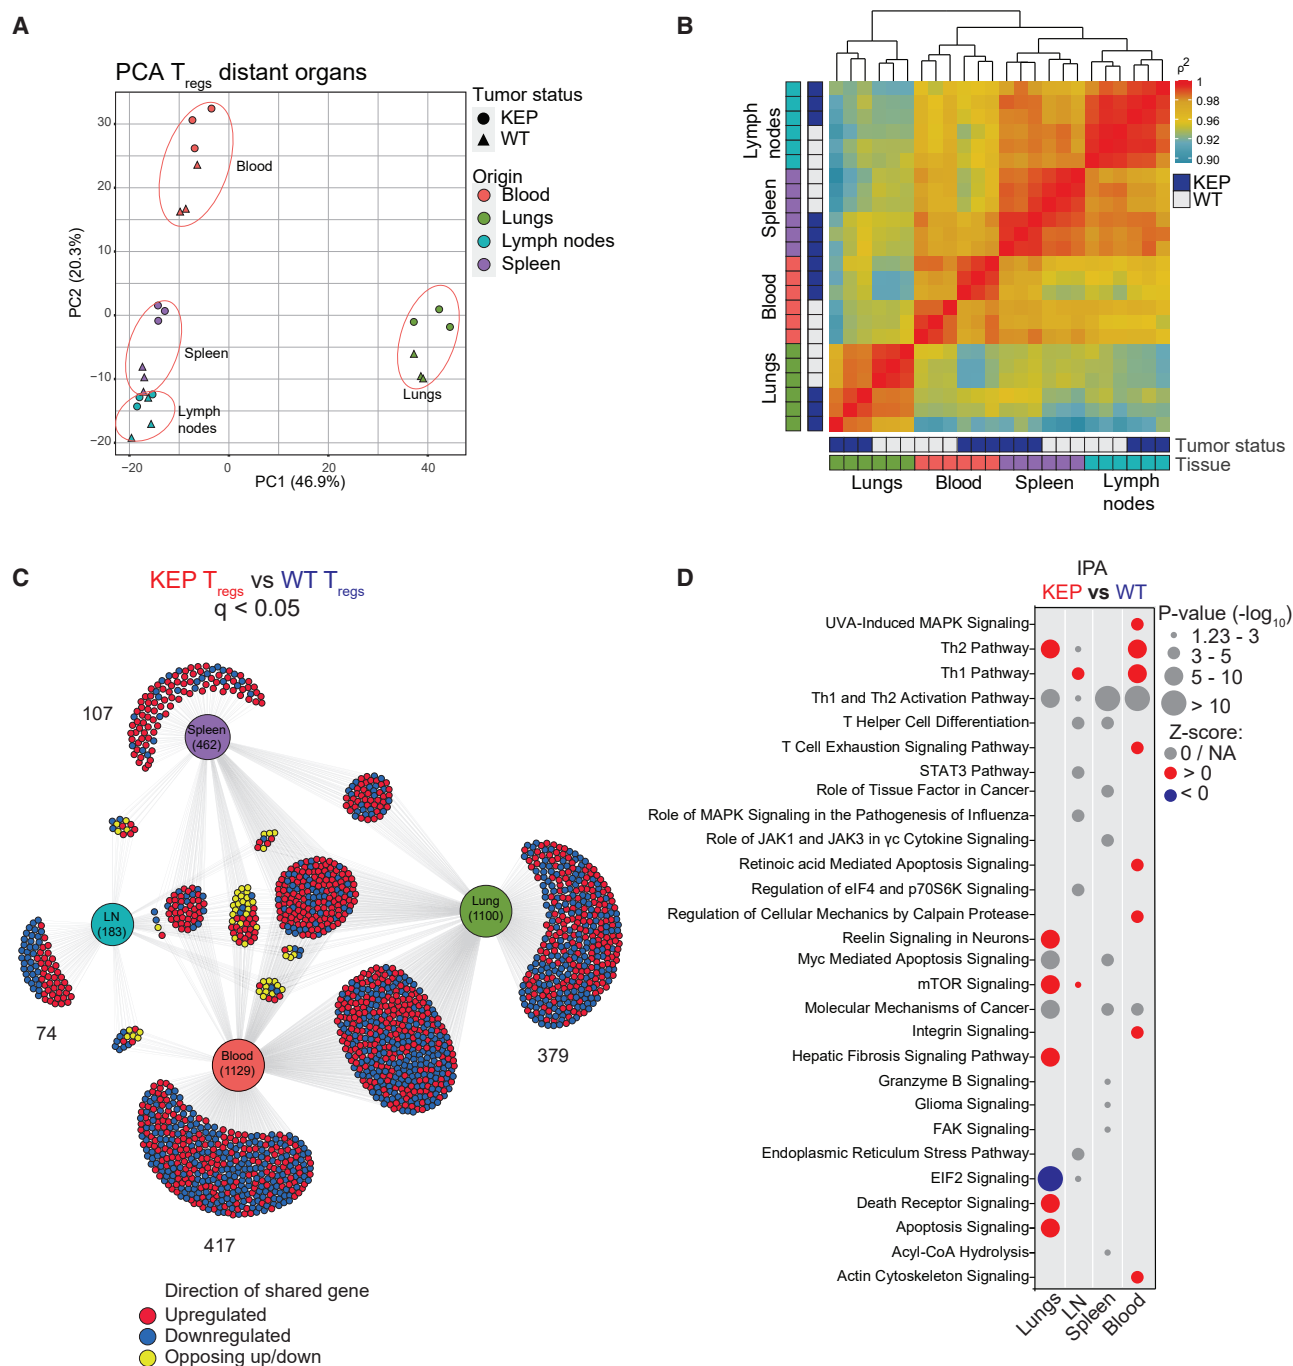 A
PCA Tregs distant organs
Tumor status
KEP
WT
Origin
Blood
Lungs
Lymph nodes
Spleen
Blood
Spleen
Lymph
nodes
Lungs
PC2 (20.3%)
30
20
10
0
−10
−20
−20
0
20
40
PC1 (46.9%)
B
ρ2
1
0.98
0.96
0.92
0.90
KEP
WT
Lymph
nodes
Spleen
Blood
Lungs
Tumor status
Tissue
Lungs
Blood
Spleen
Lymph
nodes
C
KEP Tregs vs WT Tregs
q < 0.05
107
Spleen
(462)
LN
(183)
Lung
(1100)
Blood
(1129)
74
379
417
Direction of shared gene
Upregulated
Downregulated
Opposing up/down
D
IPA
KEP vs WT
UVA-Induced MAPK Signaling
Th2 Pathway
Th1 Pathway
Th1 and Th2 Activation Pathway
T Helper Cell Differentiation
T Cell Exhaustion Signaling Pathway
STAT3 Pathway
Role of Tissue Factor in Cancer
Role of MAPK Signaling in the Pathogenesis of Influenza
Role of JAK1 and JAK3 in γc Cytokine Signaling
Retinoic acid Mediated Apoptosis Signaling
Regulation of eIF4 and p70S6K Signaling
Regulation of Cellular Mechanics by Calpain Protease
Reelin Signaling in Neurons
Myc Mediated Apoptosis Signaling
mTOR Signaling
Molecular Mechanisms of Cancer
Integrin Signaling
Hepatic Fibrosis Signaling Pathway
Granzyme B Signaling
Glioma Signaling
FAK Signaling
Endoplasmic Reticulum Stress Pathway
EIF2 Signaling
Death Receptor Signaling
Apoptosis Signaling
Acyl-CoA Hydrolysis
Actin Cytoskeleton Signaling
Lungs
LN
Spleen
Blood
P-value (-log10)
1.23 - 3
3 - 5
5 - 10
> 10
Z-score:
0 / NA
> 0
< 0